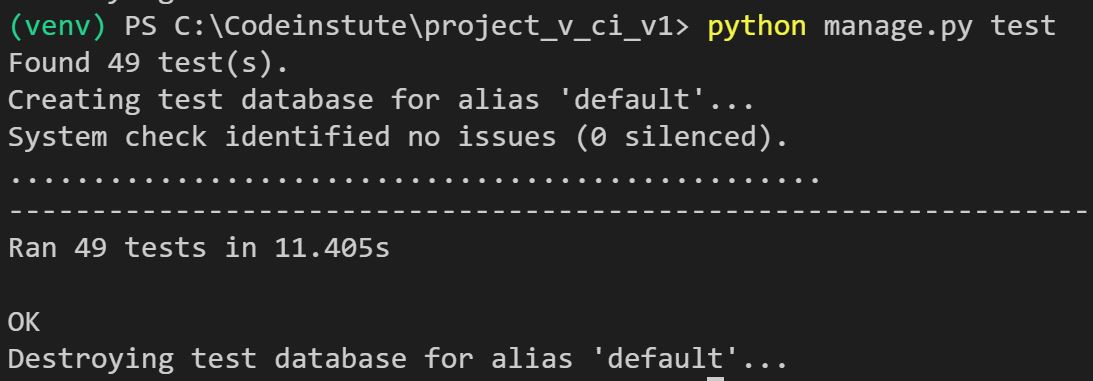 (venv) PS C:\Codeinstute\project_v_ci_v1> python manage.py test
Found 49 test(s).
Creating test database for alias 'default'...
System check identified no issues (0 silenced).
.................................................
------------------------------------------------------------------
Ran 49 tests in 11.405s
OK
Destroying test database for alias 'default'...